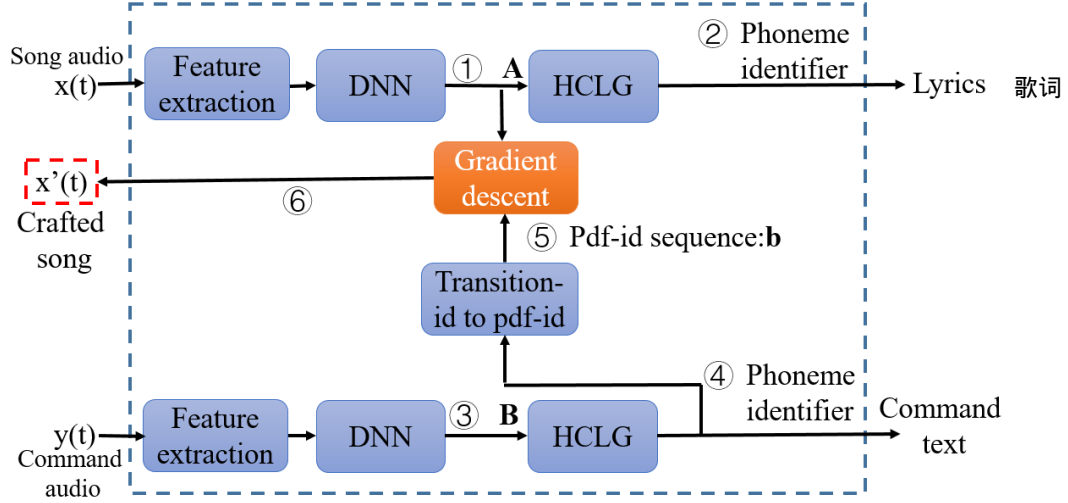 Song audio
x(t)
Feature
extraction
DNN
①
A
HCLG
② Phoneme
identifier
Lyrics
歌词
Gradient
descent
x’(t)
Crafted
song
⑥
⑤ Pdf-id sequence:b
Transition-
id to pdf-id
④ Phoneme
identifier
y(t)
Command
audio
Feature
extraction
DNN
③
B
HCLG
Command
text